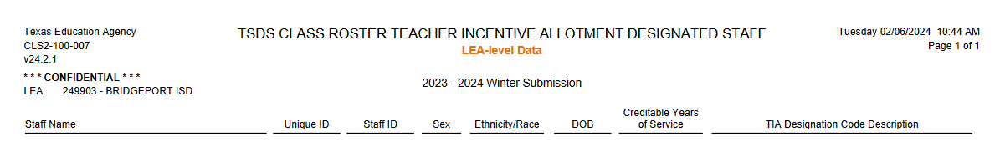 Texas Education Agency
CLS2-100-007
v24.2.1
TSDS CLASS ROSTER TEACHER INCENTIVE ALLOTMENT DESIGNATED STAFF
LEA-level Data
Tuesday 02/06/2024 10:44 AM
Page 1 of 1
* * * CONFIDENTIAL * * *
LEA: 249903 - BRIDGEPORT ISD
2023 - 2024 Winter Submission
Staff Name
Unique ID
Staff ID
Sex
Ethnicity/Race
DOB
Creditable Years
of Service
TIA Designation Code Description